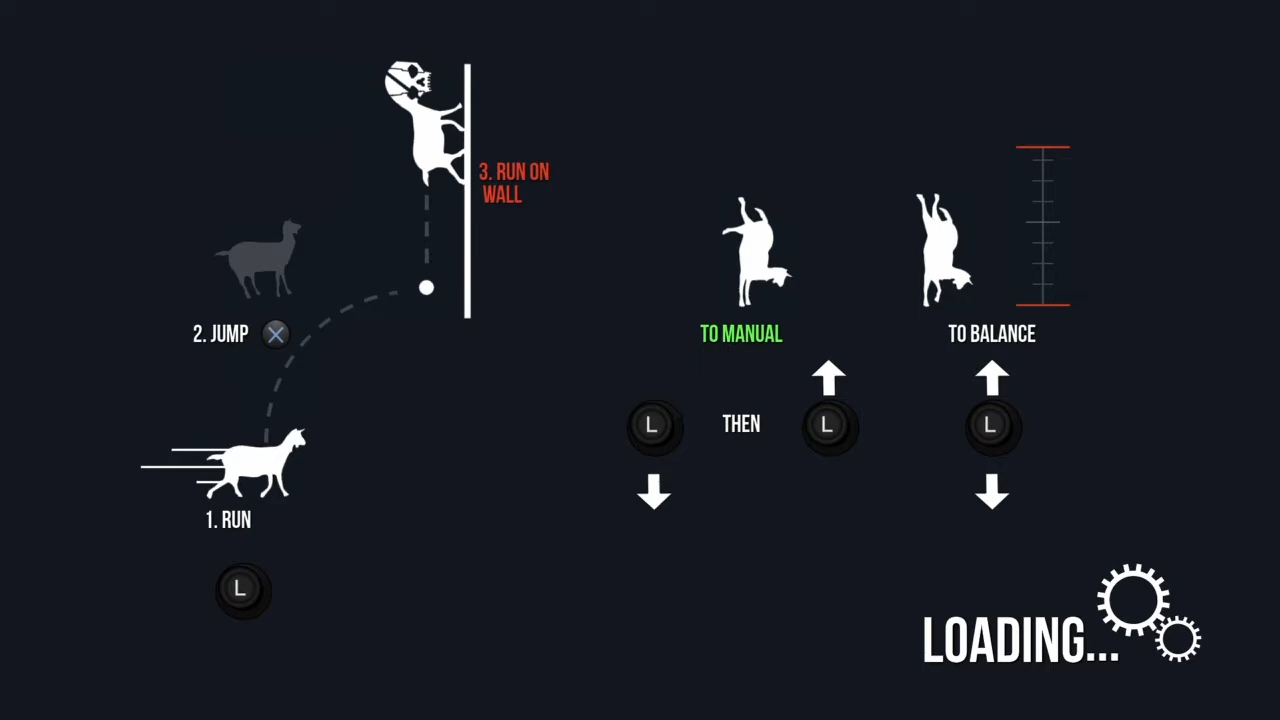 3. RUN ON
WALL
2. JUMP
TO MANUAL
TO BALANCE
L
THEN
L
L
1. RUN
L
LOADING...